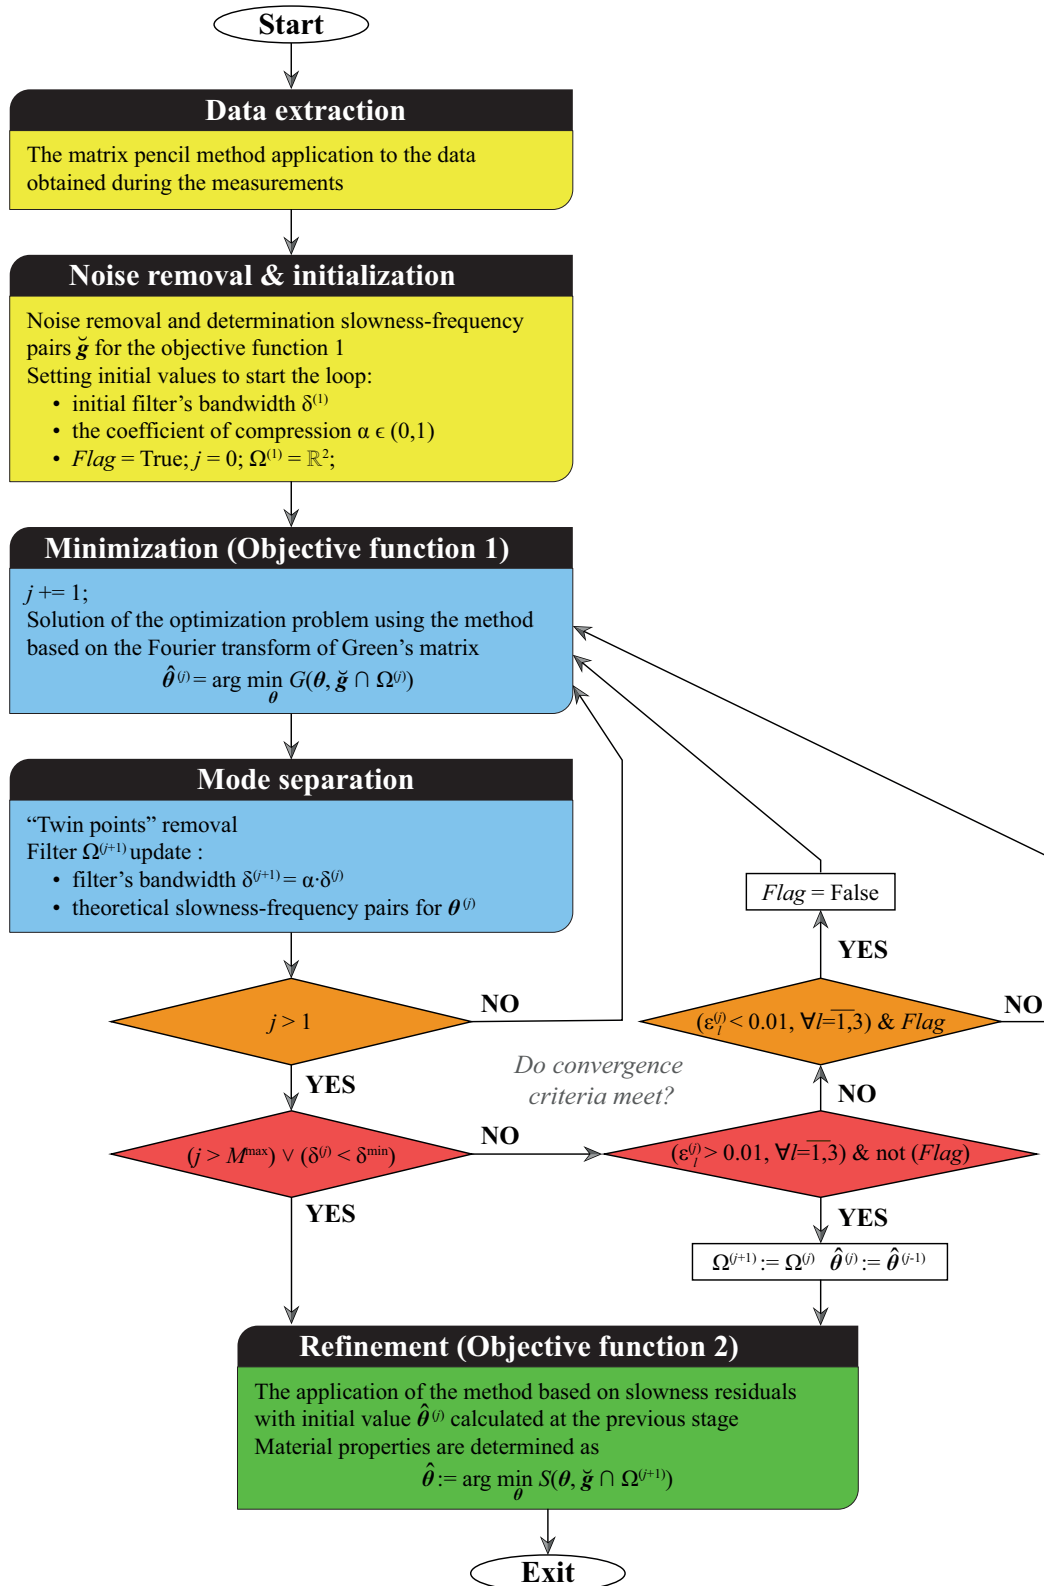 Start
Data extraction
The matrix pencil method application to the data
obtained during the measurements
Noise removal & initialization
Noise removal and determination slowness-frequency
pairs ğ for the objective function 1
Setting initial values to start the loop:
• initial filter’s bandwidth δ⁽¹⁾
• the coefficient of compression α ϵ (0,1)
• Flag = True; j = 0; Ω⁽¹⁾ = ℝ²;
Minimization (Objective function 1)
j += 1;
Solution of the optimization problem using the method
based on the Fourier transform of Green’s matrix
θ̂⁽ʲ⁾ = arg min G(θ, ğ ∩ Ω⁽ʲ⁾)
θ
Mode separation
“Twin points” removal
Filter Ω⁽ʲ⁺¹⁾ update :
• filter’s bandwidth δ⁽ʲ⁺¹⁾ = α·δ⁽ʲ⁾
• theoretical slowness-frequency pairs for θ⁽ʲ⁾
Flag = False
YES
j > 1
NO
(ε_l⁽ʲ⁾ < 0.01, ∀l=1,3) & Flag
NO
YES
Do convergence
criteria meet?
NO
(j > Mᵐᵃˣ) ∨ (δ⁽ʲ⁾ < δᵐⁱⁿ)
NO
(ε_l⁽ʲ⁾ > 0.01, ∀l=1,3) & not (Flag)
YES
YES
Ω⁽ʲ⁺¹⁾ := Ω⁽ʲ⁾ θ̂⁽ʲ⁾ := θ̂⁽ʲ⁻¹⁾
Refinement (Objective function 2)
The application of the method based on slowness residuals
with initial value θ̂⁽ʲ⁾ calculated at the previous stage
Material properties are determined as
θ̂ := arg min S(θ, ğ ∩ Ω⁽ʲ⁺¹⁾)
θ
Exit